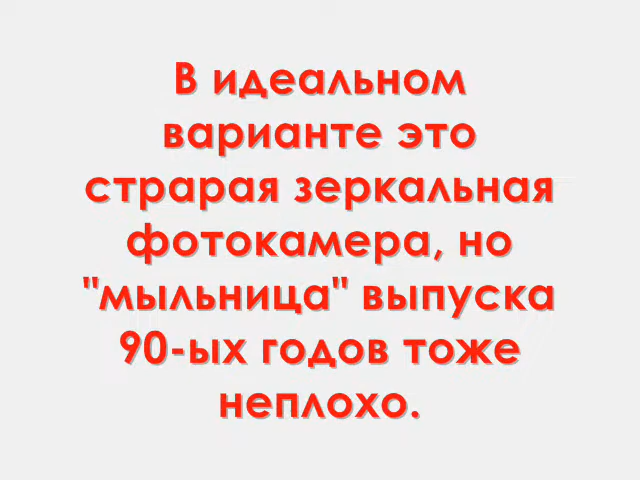 В идеальном
варианте это
страрая зеркальная
фотокамера, но
"мыльница" выпуска
90-ых годов тоже
неплохо.